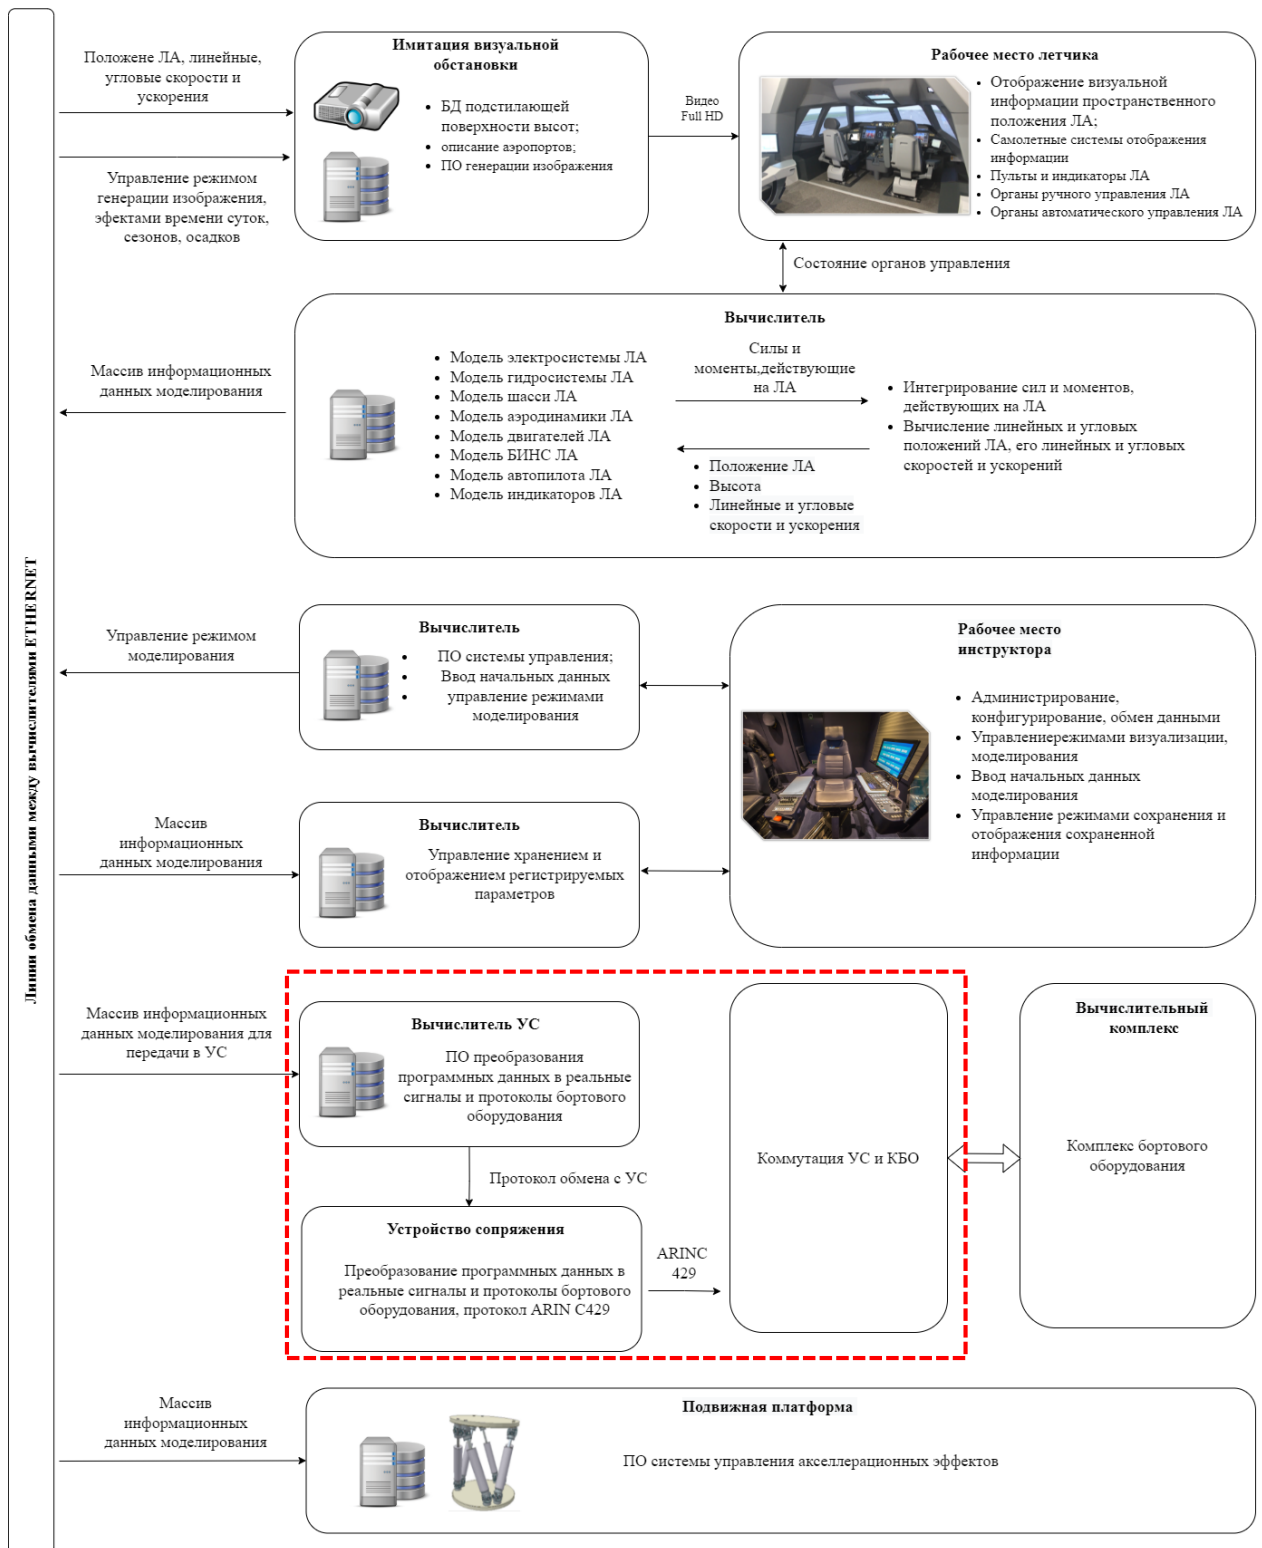 Линии обмена данными между вычислителями ETHERNET
Положене ЛА, линейные,
угловые скорости и
ускорения
Управление режимом
генерации изображения,
эфектами времени суток,
сезонов, осадков
Имитация визуальной
обстановки
БД подстилающей
поверхности высот;
описание аэропортов;
ПО генерации изображения
Видео
Full HD
Рабочее место летчика
Отображение визуальной
информации пространственного
положения ЛА;
Самолетные системы отображения
информации
Пульты и индикаторы ЛА
Органы ручного управления ЛА
Органы автоматического управления ЛА
Состояние органов управления
Массив информационных
данных моделирования
Вычислитель
Модель электросистемы ЛА
Модель гидросистемы ЛА
Модель шасси ЛА
Модель аэродинамики ЛА
Модель двигателей ЛА
Модель БИНС ЛА
Модель автопилота ЛА
Модель индикаторов ЛА
Силы и
моменты,действующие
на ЛА
Положение ЛА
Высота
Линейные и угловые
скорости и ускорения
Интегрирование сил и моментов,
действующих на ЛА
Вычисление линейных и угловых
положений ЛА, его линейных и угловых
скоростей и ускорений
Управление режимом
моделирования
Вычислитель
ПО системы управления;
Ввод начальных данных
управление режимами
моделирования
Рабочее место
инструктора
Администрирование,
конфигурирование, обмен данными
Управлениережимами визуализации,
моделирования
Ввод начальных данных
моделирования
Управление режимами сохранения и
отображения сохраненной
информации
Массив
информационных
данных моделирования
Вычислитель
Управление хранением и
отображением регистрируемых
параметров
Массив информационных
данных моделирования для
передачи в УС
Вычислитель УС
ПО преобразования
программных данных в реальные
сигналы и протоколы бортового
оборудования
Протокол обмена с УС
Устройство сопряжения
Преобразование программных данных в
реальные сигналы и протоколы бортового
оборудования, протокол ARIN C429
ARINC
429
Коммутация УС и КБО
Вычислительный
комплекс
Комплекс бортового
оборудования
Массив
информационных
данных моделирования
Подвижная платформа
ПО системы управления акселлерационных эффектов